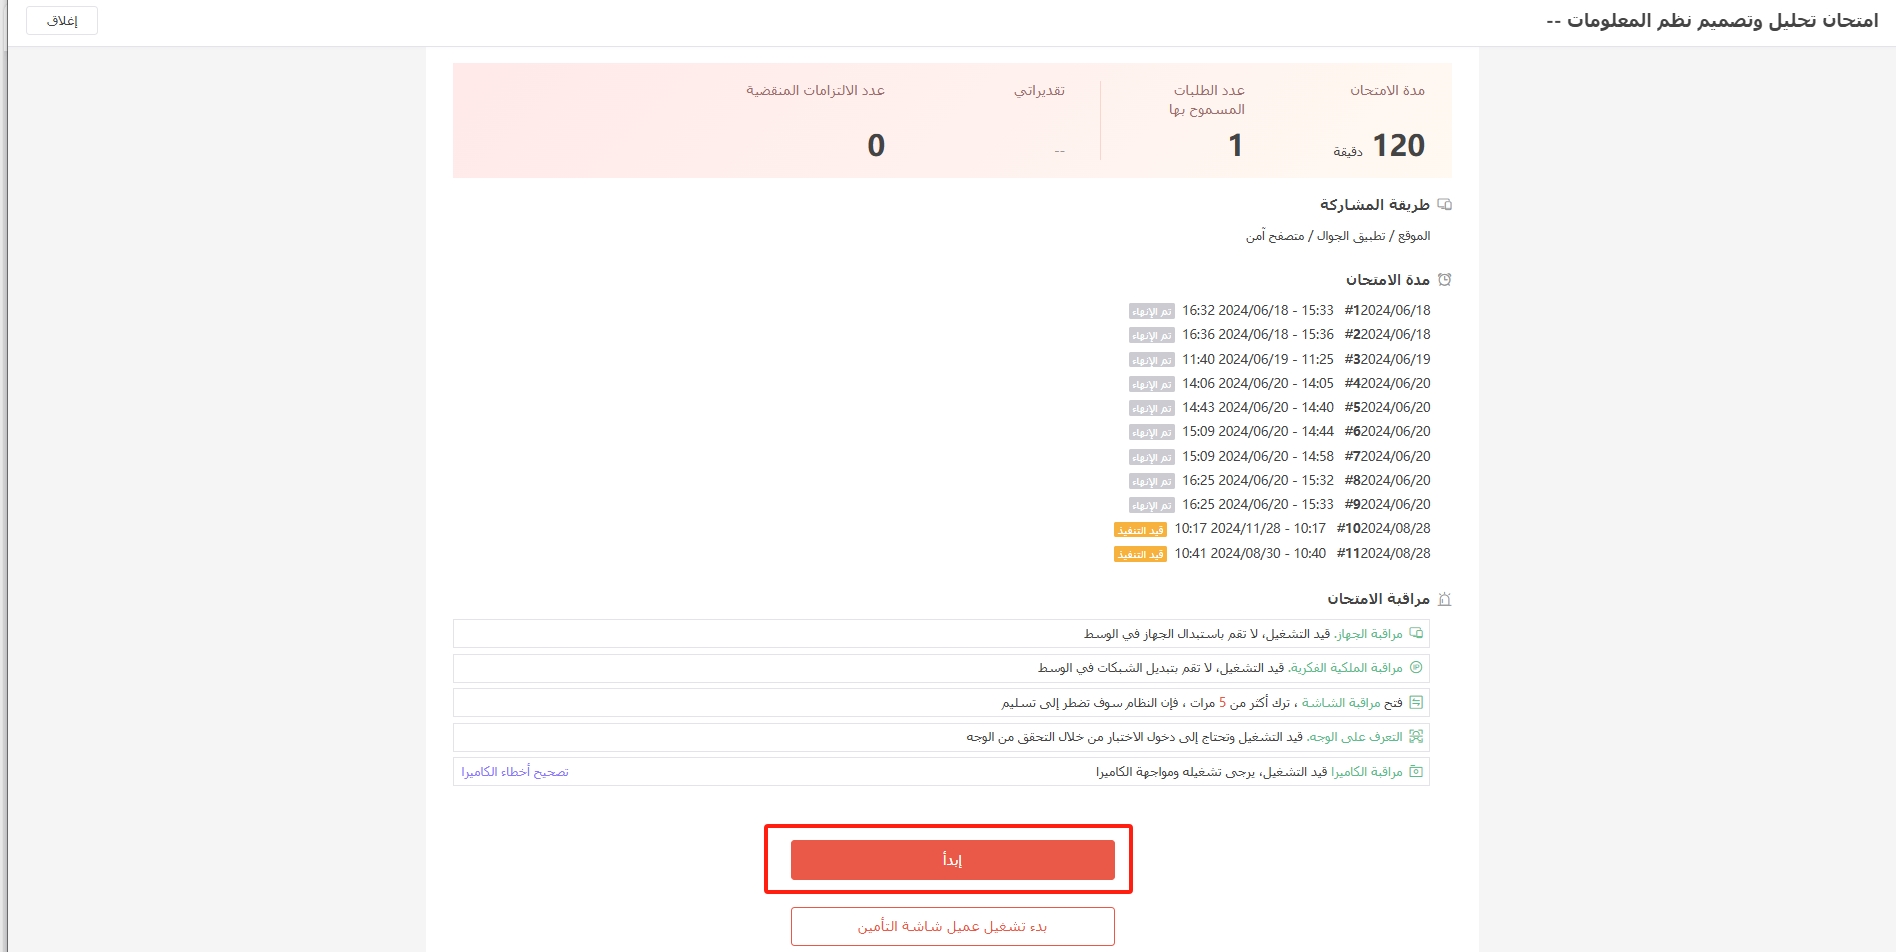 امتحان تحليل وتصميم نظم المعلومات --
إغلاق
مدة الامتحان
120 دقيقة
عدد الطلبات
المسموح بها
1
تقديراتي
--
عدد الالتزامات المنقضية
0
طريقة المشاركة
الموقع / تطبيق الجوال / متصفح آمن
مدة الامتحان
#12024/06/18 15:33 - 2024/06/18 16:32 تم الإنهاء
#22024/06/18 15:36 - 2024/06/18 16:36 تم الإنهاء
#32024/06/19 11:25 - 2024/06/19 11:40 تم الإنهاء
#42024/06/20 14:05 - 2024/06/20 14:06 تم الإنهاء
#52024/06/20 14:40 - 2024/06/20 14:43 تم الإنهاء
#62024/06/20 14:44 - 2024/06/20 15:09 تم الإنهاء
#72024/06/20 14:58 - 2024/06/20 15:09 تم الإنهاء
#82024/06/20 15:32 - 2024/06/20 16:25 تم الإنهاء
#92024/06/20 15:33 - 2024/06/20 16:25 تم الإنهاء
#102024/08/28 10:17 - 2024/11/28 10:17 قيد التنفيذ
#112024/08/28 10:40 - 2024/08/30 10:41 قيد التنفيذ
مراقبة الامتحان
مراقبة الجهاز. قيد التشغيل، لا تقم باستبدال الجهاز في الوسط
مراقبة الملكية الفكرية. قيد التشغيل، لا تقم بتبديل الشبكات في الوسط
فتح مراقبة الشاشة ، ترك أكثر من 5 مرات ، فإن النظام سوف تضطر إلى تسليم
التعرف على الوجه. قيد التشغيل وتحتاج إلى دخول الاختبار من خلال التحقق من الوجه
مراقبة الكاميرا قيد التشغيل، يرجى تشغيله ومواجهة الكاميرا
تصحيح أخطاء الكاميرا
إبدأ
بدء تشغيل عميل شاشة التأمين